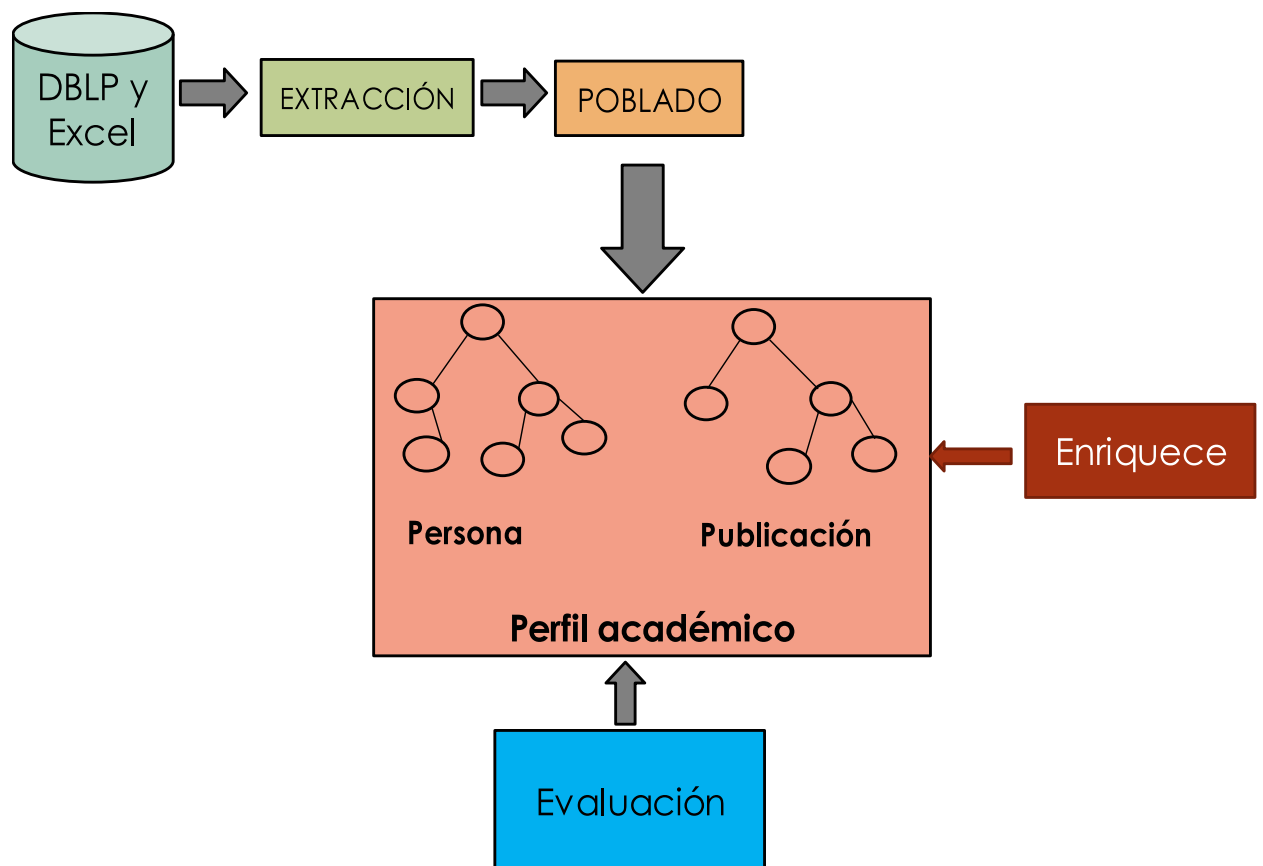 DBLP y
Excel
EXTRACCIÓN
POBLADO
Enriquece
Persona
Publicación
Perfil académico
Evaluación